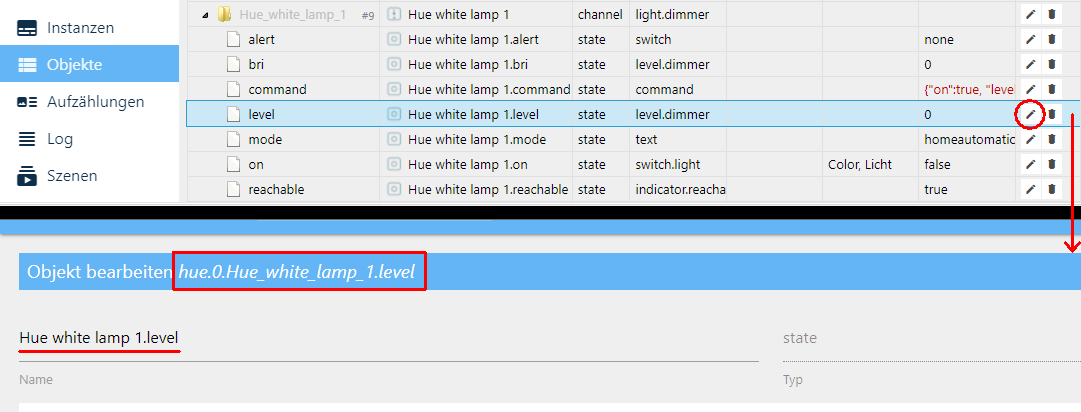 Instanzen
Objekte
Aufzählungen
Log
Szenen
Hue_white_lamp_1 #9 Hue white lamp 1 channel light.dimmer
alert Hue white lamp 1.alert state switch none
bri Hue white lamp 1.bri state level.dimmer 0
command Hue white lamp 1.command state command {"on":true, "leve
level Hue white lamp 1.level state level.dimmer 0
mode Hue white lamp 1.mode state text homeautomatic
on Hue white lamp 1.on state switch.light Color, Licht false
reachable Hue white lamp 1.reachable state indicator.reacha true
Objekt bearbeiten hue.0.Hue_white_lamp_1.level
Hue white lamp 1.level state
Name Typ